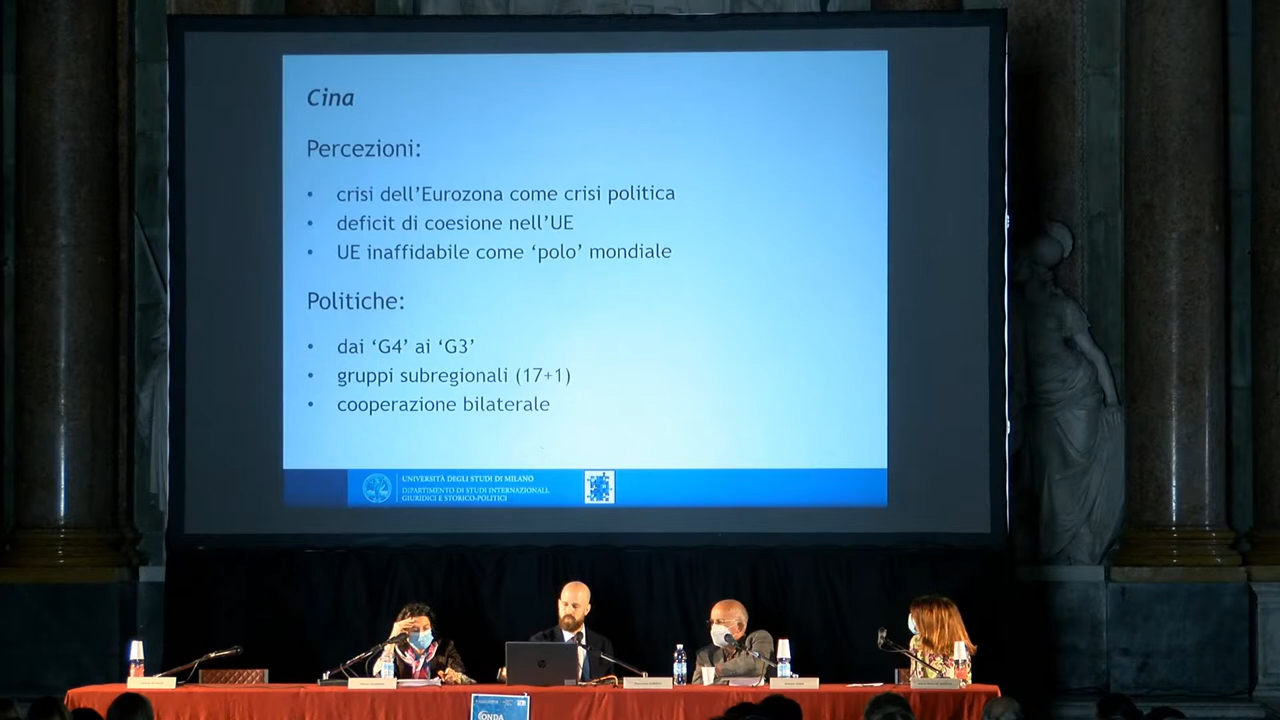 Cina
Percezioni:
• crisi dell’Eurozona come crisi politica
• deficit di coesione nell’UE
• UE inaffidabile come ‘polo’ mondiale
Politiche:
• dai ‘G4’ ai ‘G3’
• gruppi subregionali (17+1)
• cooperazione bilaterale
UNIVERSITÀ DEGLI STUDI DI MILANO
DIPARTIMENTO DI STUDI INTERNAZIONALI,
GIURIDICI E STORICO-POLITICI
hp
ONDA